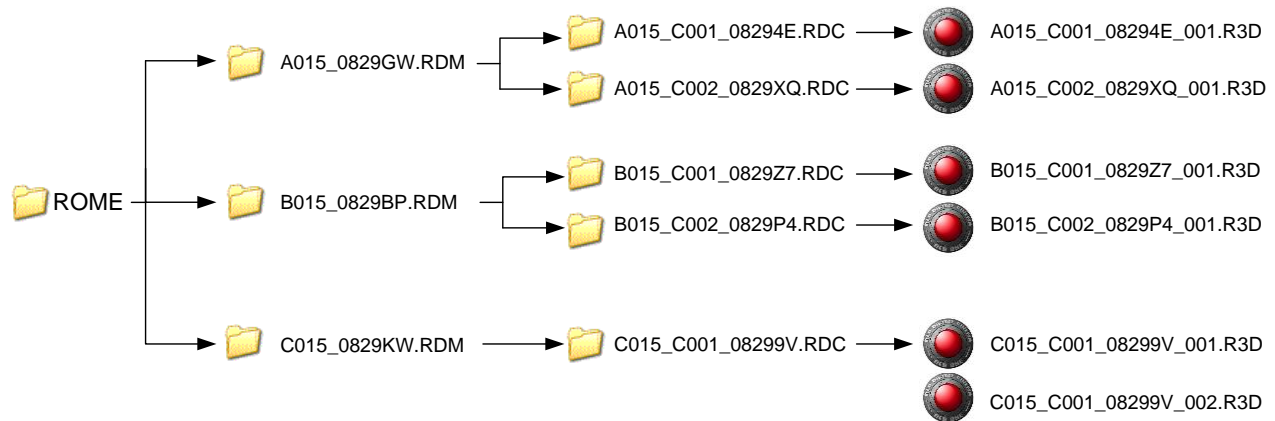 A015_C001_08294E.RDC
A015_C001_08294E_001.R3D
A015_0829GW.RDM
A015_C002_0829XQ.RDC
A015_C002_0829XQ_001.R3D
B015_C001_0829Z7.RDC
B015_C001_0829Z7_001.R3D
ROME
B015_0829BP.RDM
B015_C002_0829P4.RDC
B015_C002_0829P4_001.R3D
C015_0829KW.RDM
C015_C001_08299V.RDC
C015_C001_08299V_001.R3D
C015_C001_08299V_002.R3D